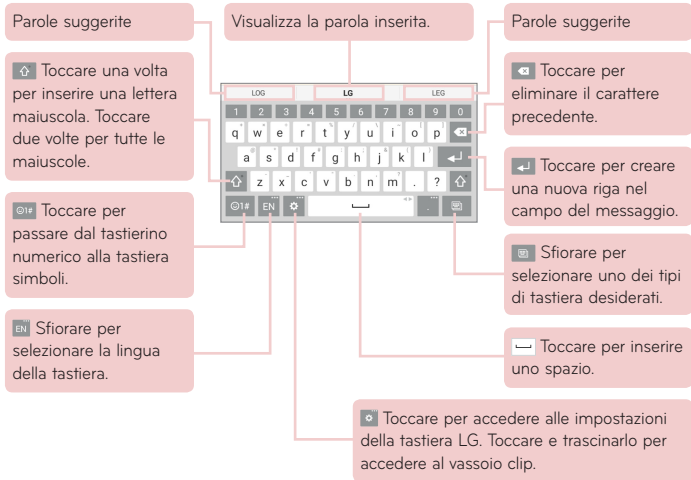 Parole suggerite
Visualizza la parola inserita.
Parole suggerite
Toccare una volta
per inserire una lettera
maiuscola. Toccare
due volte per tutte le
maiuscole.
Toccare per
eliminare il carattere
precedente.
LOG LG LEG
1 2 3 4 5 6 7 8 9 0
q w e r t y u i o p
a s d f g h j k l
z x c v b n m . ?
☺1# EN .
Toccare per creare
una nuova riga nel
campo del messaggio.
☺1# Toccare per
passare dal tastierino
numerico alla tastiera
simboli.
Sfiorare per
selezionare uno dei tipi
di tastiera desiderati.
EN Sfiorare per
selezionare la lingua
della tastiera.
Toccare per inserire
uno spazio.
Toccare per accedere alle impostazioni
della tastiera LG. Toccare e trascinarlo per
accedere al vassoio clip.